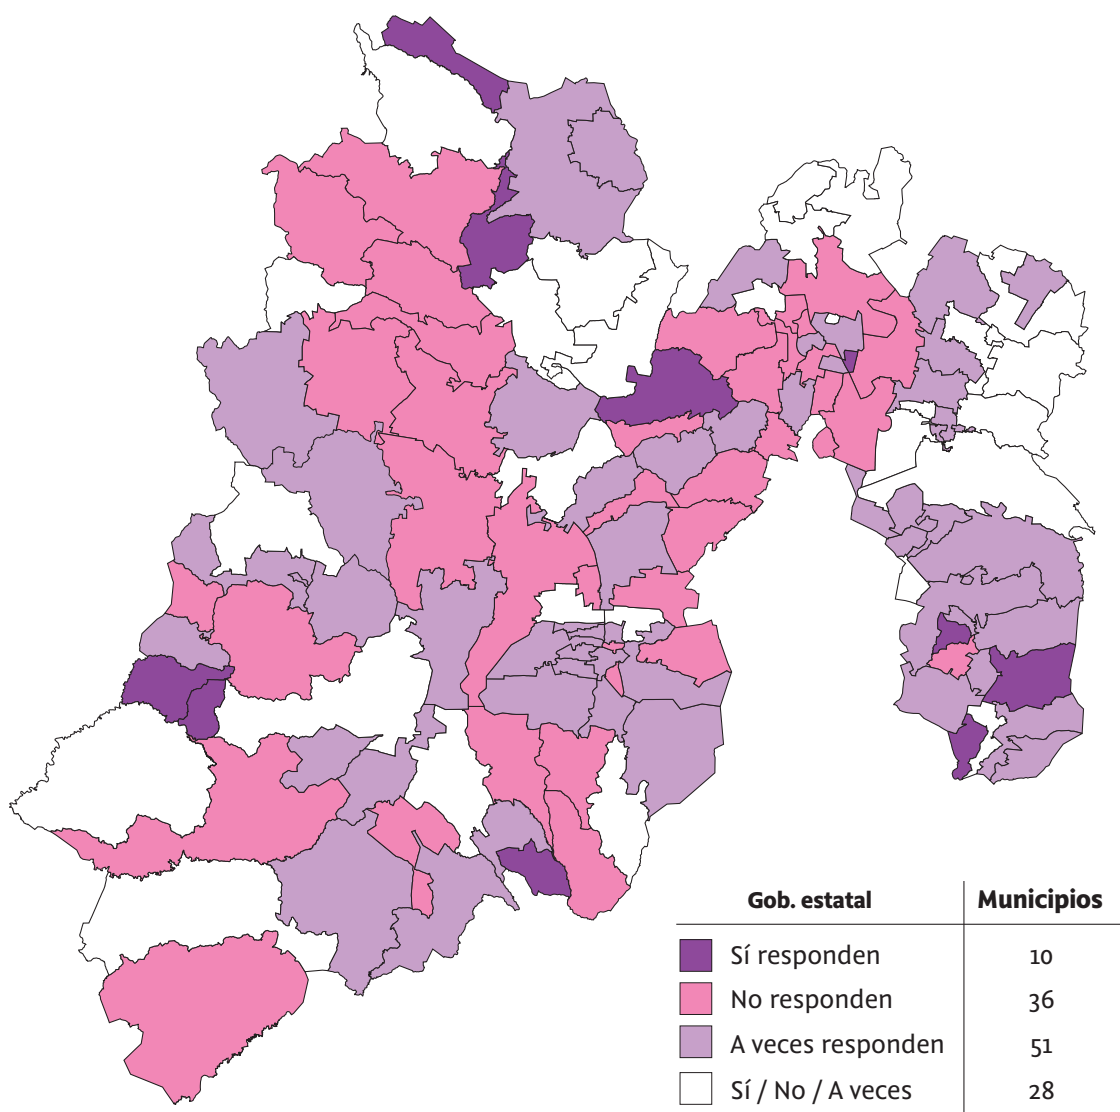 Gob. estatal Municipios
Sí responden 10
No responden 36
A veces responden 51
Sí / No / A veces 28